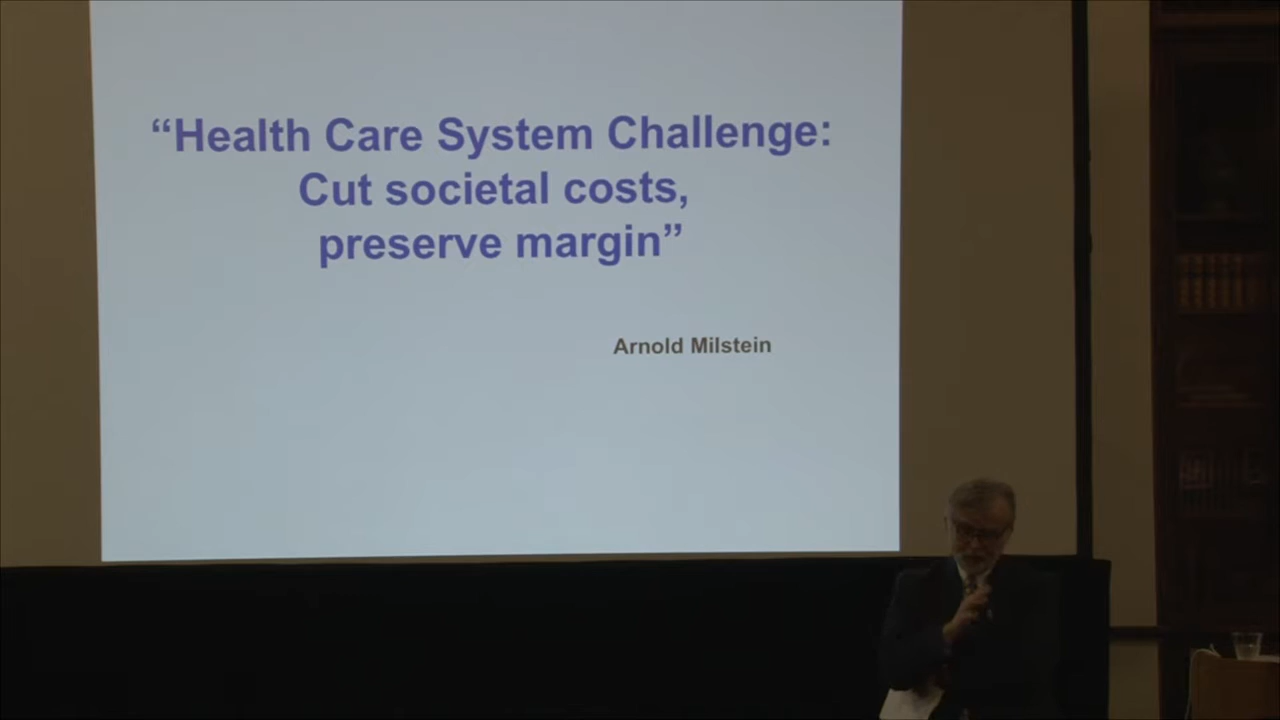 “Health Care System Challenge:
Cut societal costs,
preserve margin”
Arnold Milstein